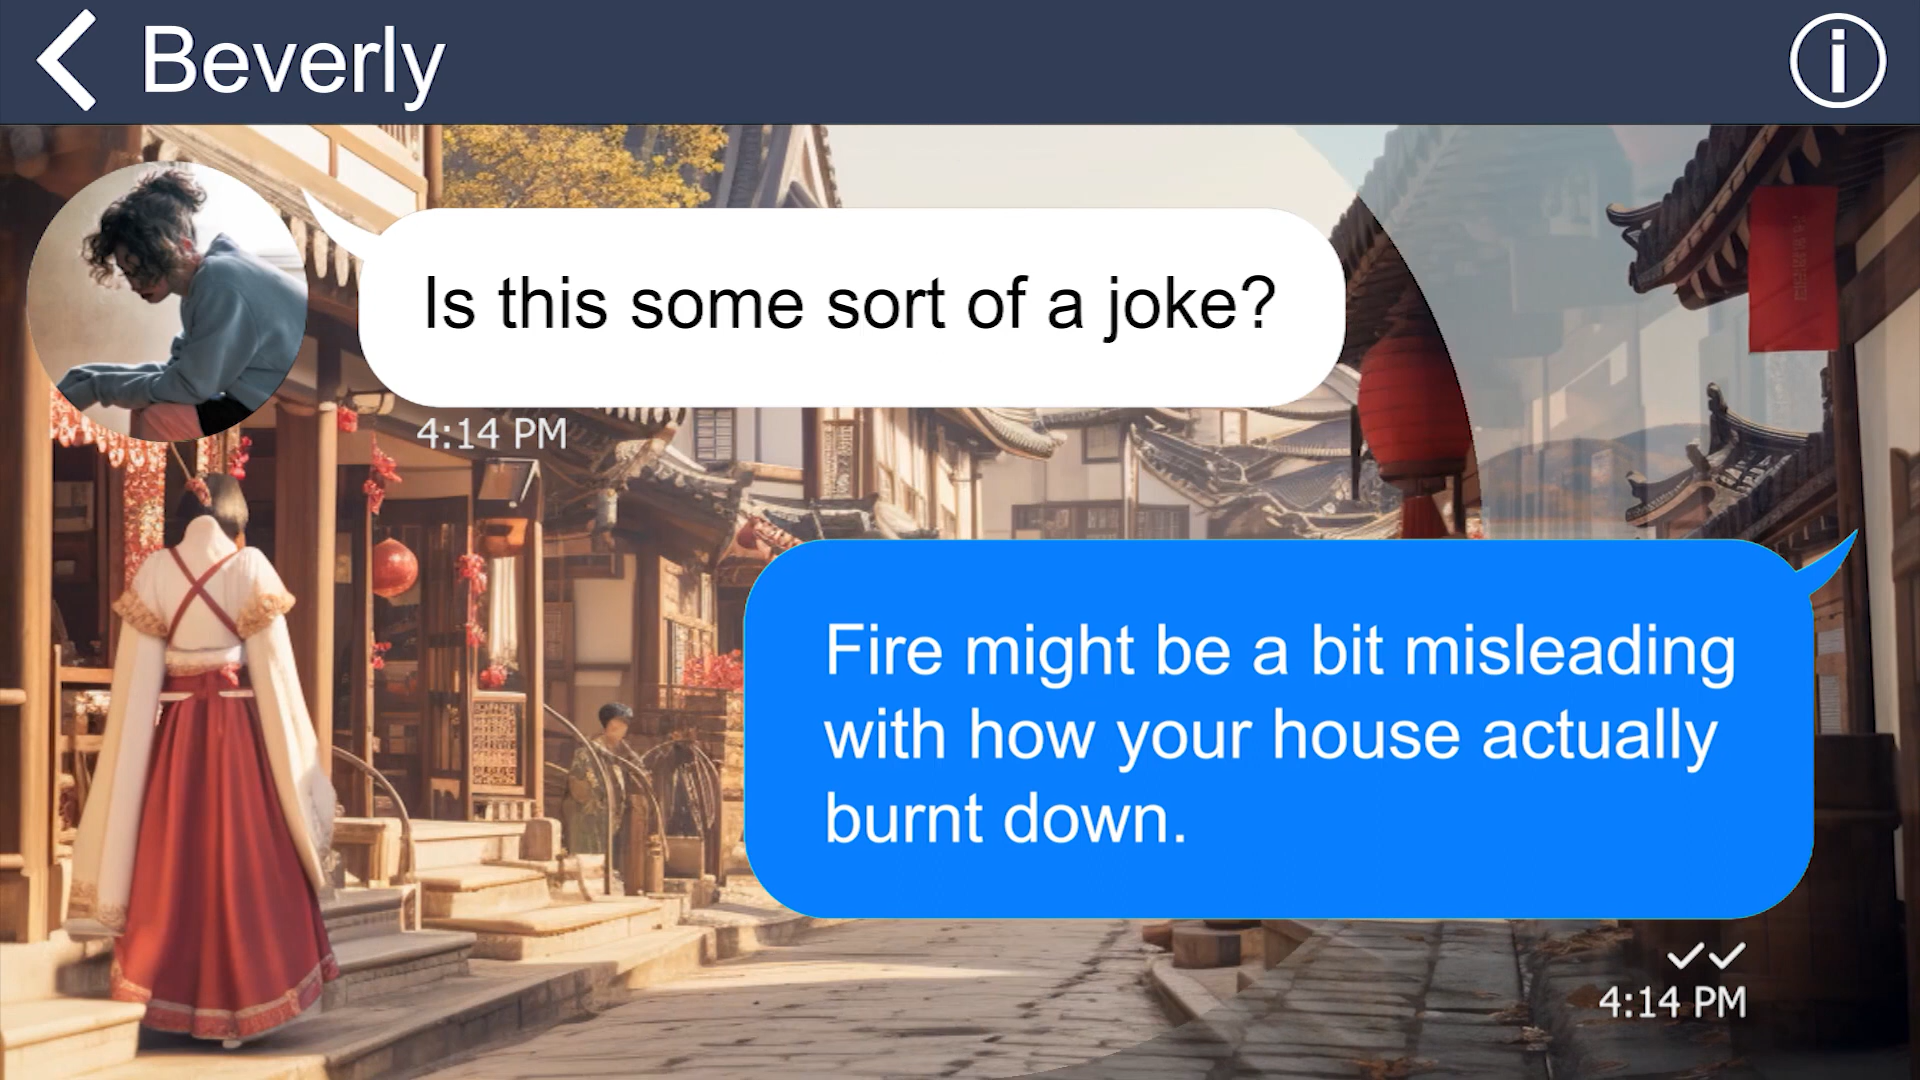 Beverly
Is this some sort of a joke?
4:14 PM
Fire might be a bit misleading
with how your house actually
burnt down.
4:14 PM